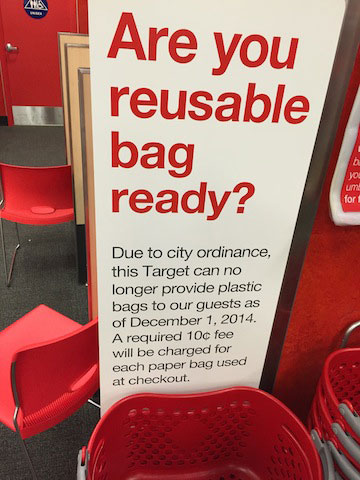 Are you
reusable
bag
ready?
Due to city ordinance,
this Target can no
longer provide plastic
bags to our guests as
of December 1, 2014.
A required 10¢ fee
will be charged for
each paper bag used
at checkout.